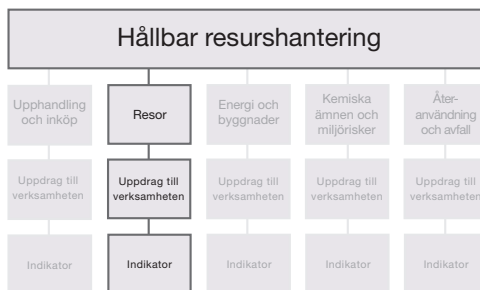 Hållbar resurshantering
Upphandling
och inköp
Resor
Energi och
byggnader
Kemiska
ämnen och
miljörisker
Åter-
användning
och avfall
Uppdrag till
verksamheten
Uppdrag till
verksamheten
Uppdrag till
verksamheten
Uppdrag till
verksamheten
Uppdrag till
verksamheten
Indikator
Indikator
Indikator
Indikator
Indikator